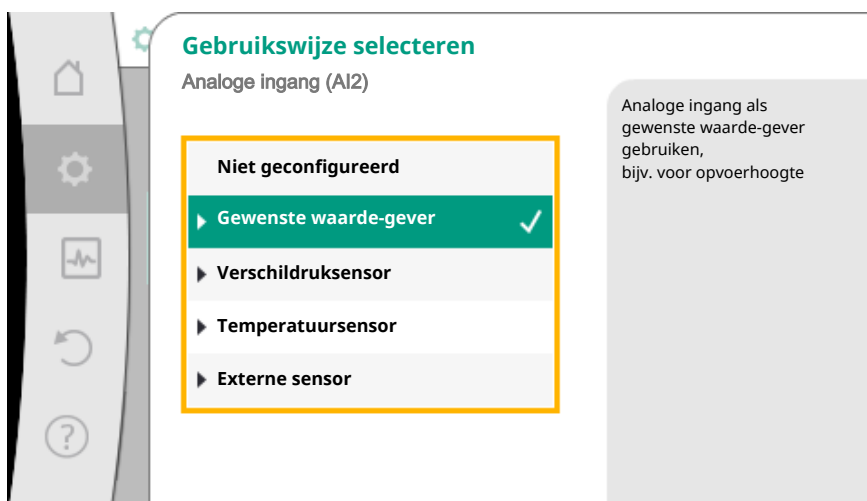 Gebruikswijze selecteren
Analoge ingang (AI2)
Niet geconfigureerd
Gewenste waarde-gever
Verschildruksensor
Temperatuursensor
Externe sensor
Analoge ingang als
gewenste waarde-gever
gebruiken,
bijv. voor opvoerhoogte